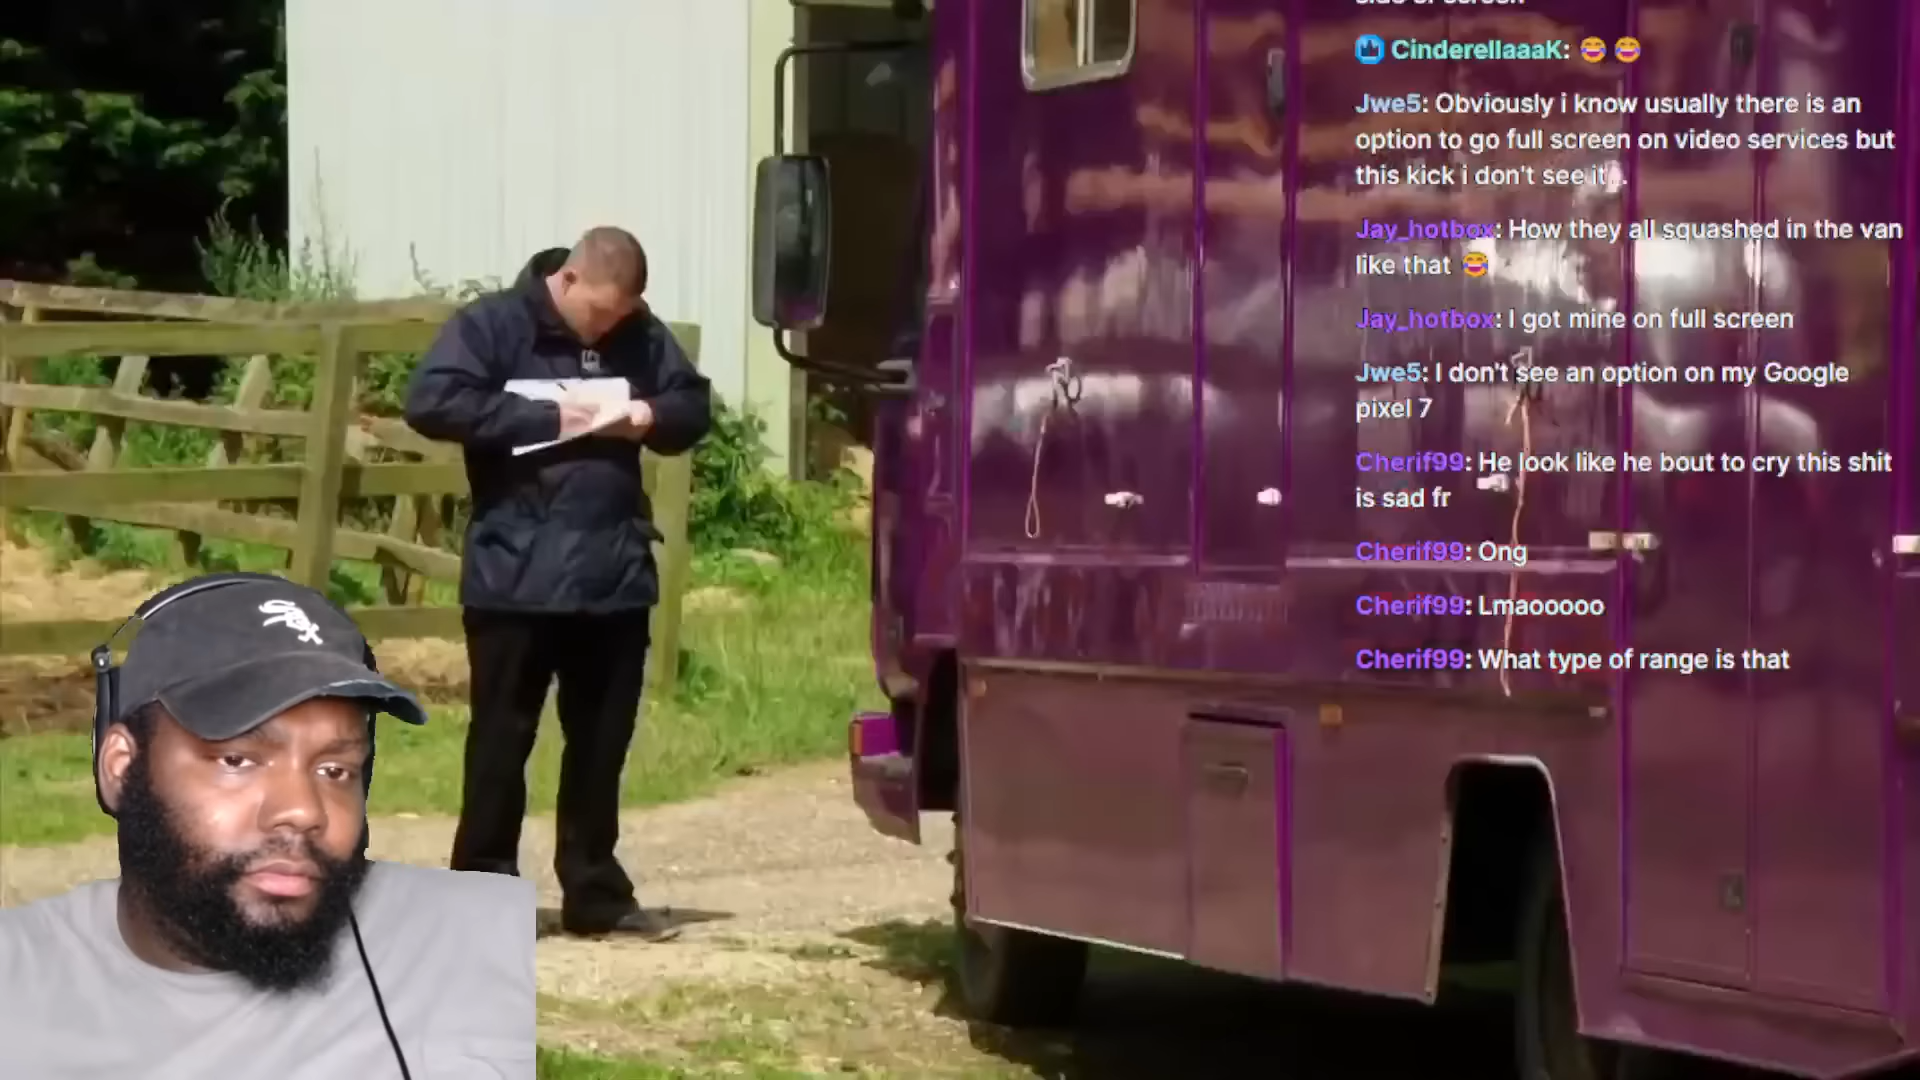 CinderellaaaK: 😂 😂
Jwe5: Obviously i know usually there is an
option to go full screen on video services but
this kick i don't see it...
Jay_hotbox: How they all squashed in the van
like that 😂
Jay_hotbox: I got mine on full screen
Jwe5: I don't see an option on my Google
pixel 7
Cherif99: He look like he bout to cry this shit
is sad fr
Cherif99: Ong
Cherif99: Lmaooooo
Cherif99: What type of range is that
Sox